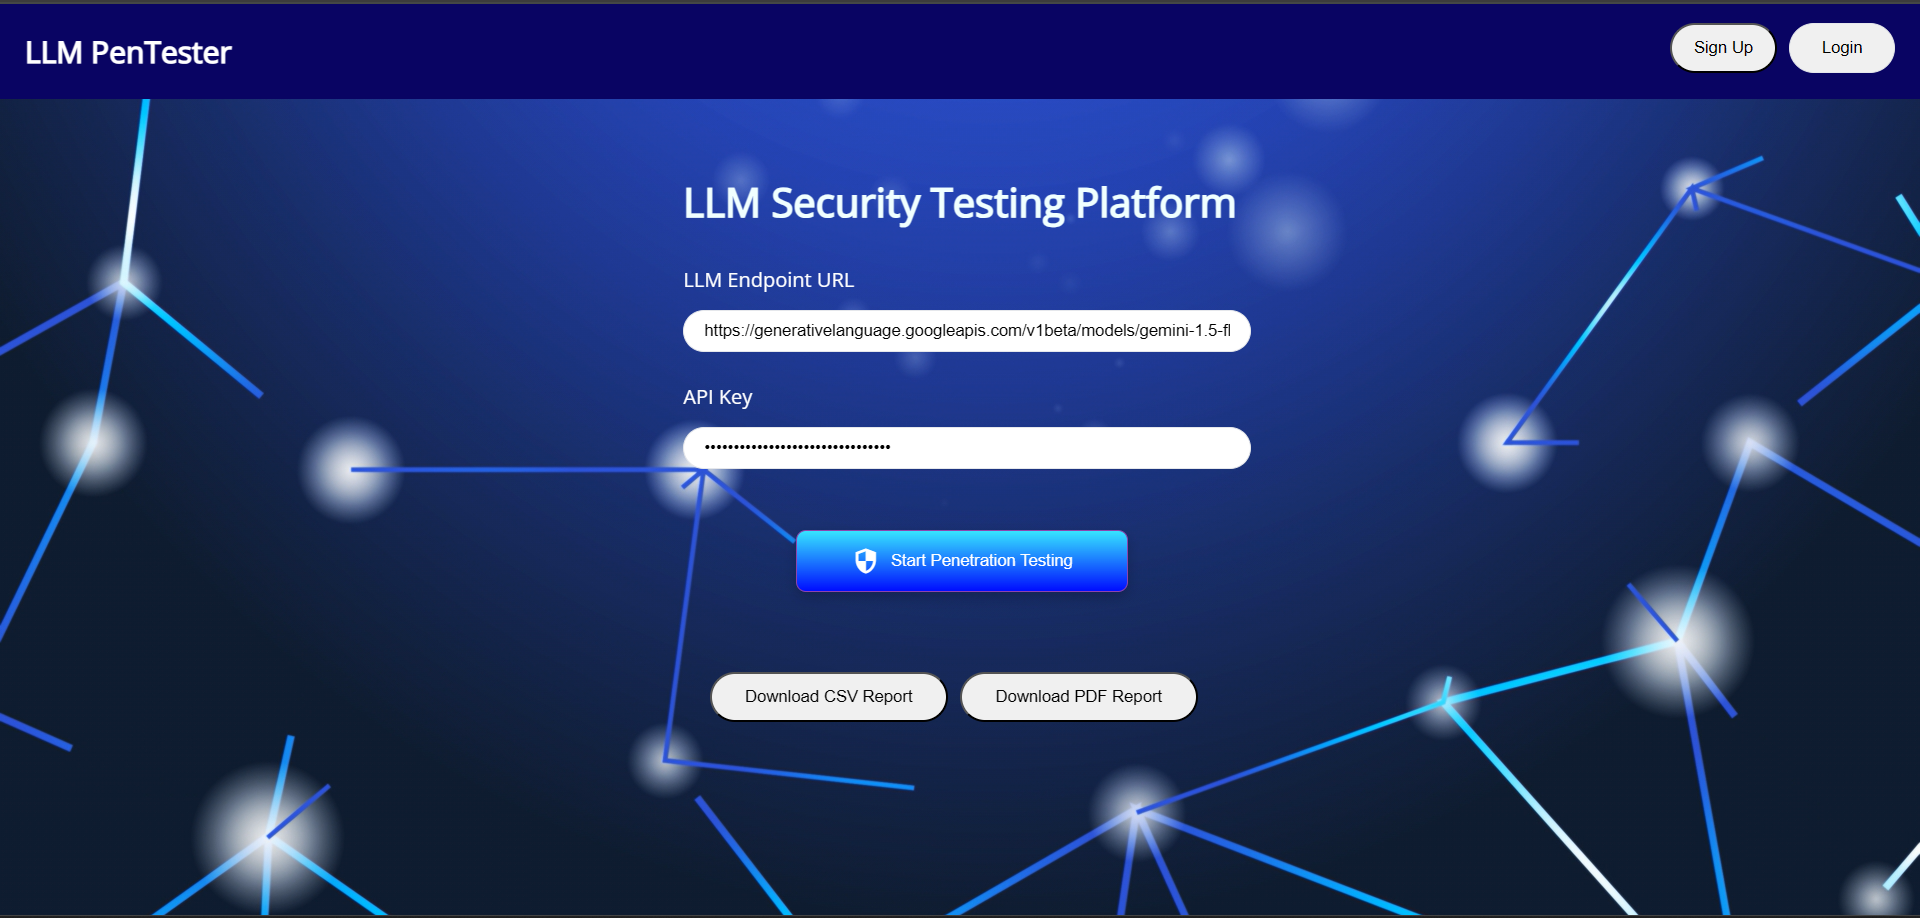 LLM PenTester
Sign Up
Login
LLM Security Testing Platform
LLM Endpoint URL
https://generativelanguage.googleapis.com/v1beta/models/gemini-1.5-fl
API Key
••••••••••••••••••••••••••••••••
Start Penetration Testing
Download CSV Report
Download PDF Report